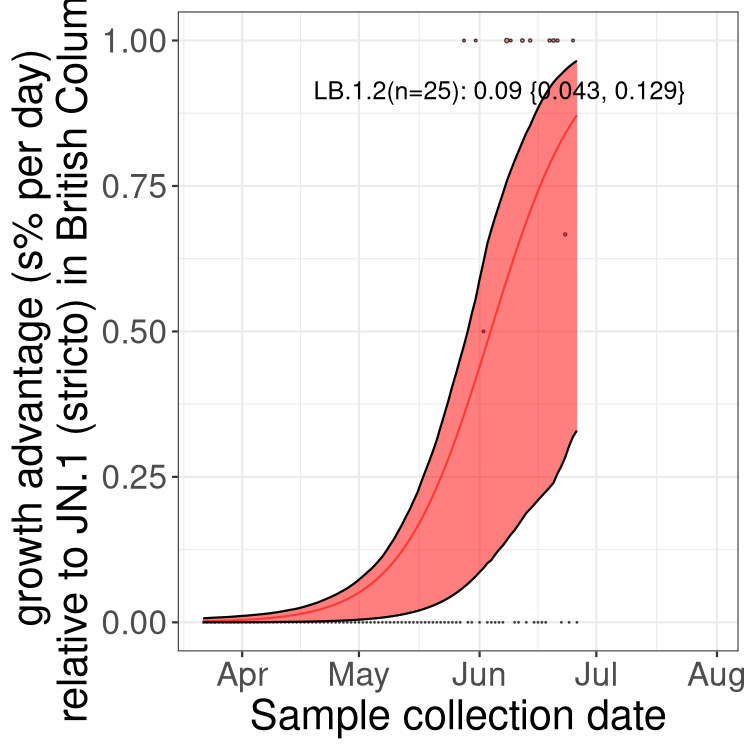 growth advantage (s% per day)
relative to JN.1 (stricto) in British Colum
1.00
0.75
0.50
0.25
0.00
LB.1.2(n=25): 0.09 {0.043, 0.129}
Apr May Jun Jul Aug
Sample collection date